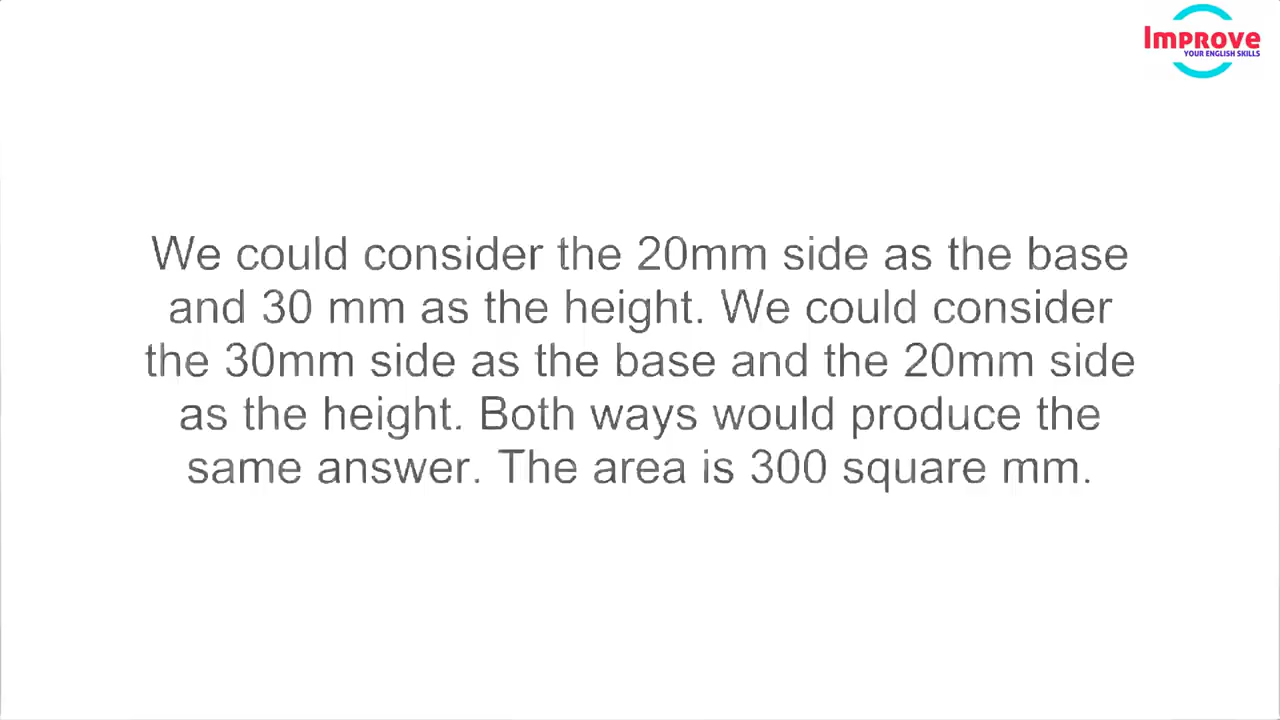 Improve
YOUR ENGLISH SKILLS
We could consider the 20mm side as the base
and 30 mm as the height. We could consider
the 30mm side as the base and the 20mm side
as the height. Both ways would produce the
same answer. The area is 300 square mm.